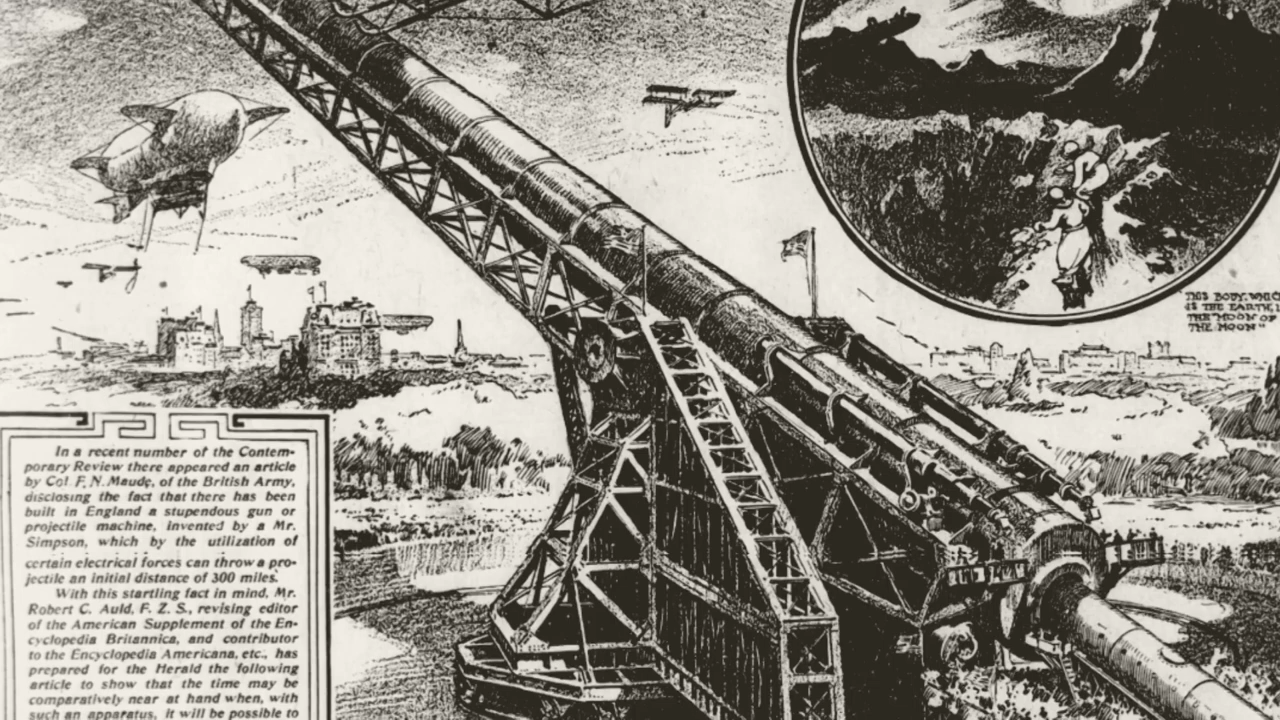 THIS BODY, WHIC
IS THE EARTH,
THE "MOON OF
THE MOON"
In a recent number of the Contem-
porary Review there appeared an article
by Col. F. N. Maude, of the British Army,
disclosing the fact that there has been
built in England a stupendous gun or
projectile machine, invented by a Mr.
Simpson, which by the utilization of
certain electrical forces can throw a pro-
jectile an initial distance of 300 miles.
With this startling fact in mind, Mr.
Robert C. Auld, F. Z. S., revising editor
of the American Supplement of the En-
cyclopedia Britannica, and contributor
to the Encyclopedia Americana, etc., has
prepared for the Herald the following
article to show that the time may be
comparatively near at hand when, with
such an apparatus, it will be possible to